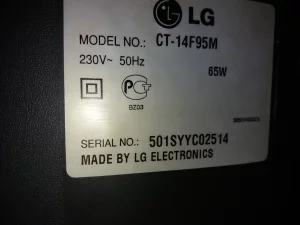 LG
MODEL NO.: CT-14F95M
230V~ 50Hz
65W
PCT
BZ03
SERIAL NO.: 501SYYC02514
MADE BY LG ELECTRONICS